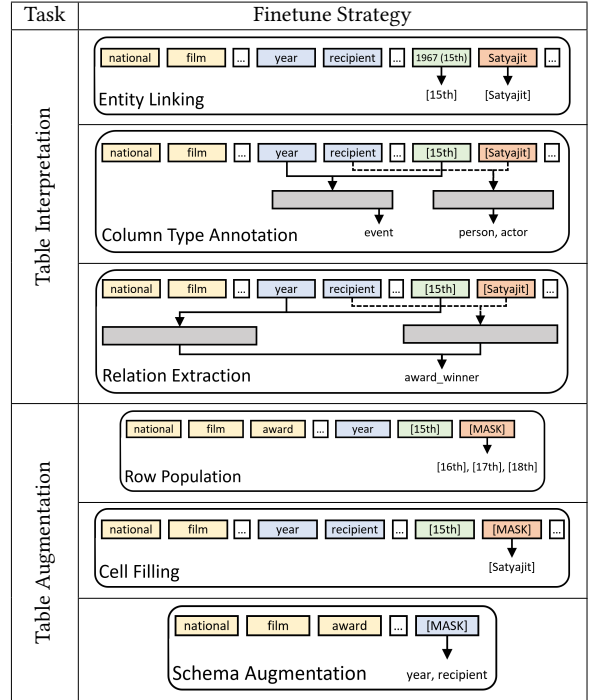 Task Finetune Strategy
Table Interpretation
national film ... year recipient ... 1967 (15th) Satyajit ...
[15th] [Satyajit]
Entity Linking
national film ... year recipient ... [15th] [Satyajit] ...
event person, actor
Column Type Annotation
national film ... year recipient ... [15th] [Satyajit] ...
Relation Extraction
award_winner
Table Augmentation
national film award ... year [15th] [MASK]
[16th], [17th], [18th]
Row Population
national film ... year recipient ... [15th] [MASK] ...
[Satyajit]
Cell Filling
national film award ... [MASK]
Schema Augmentation year, recipient